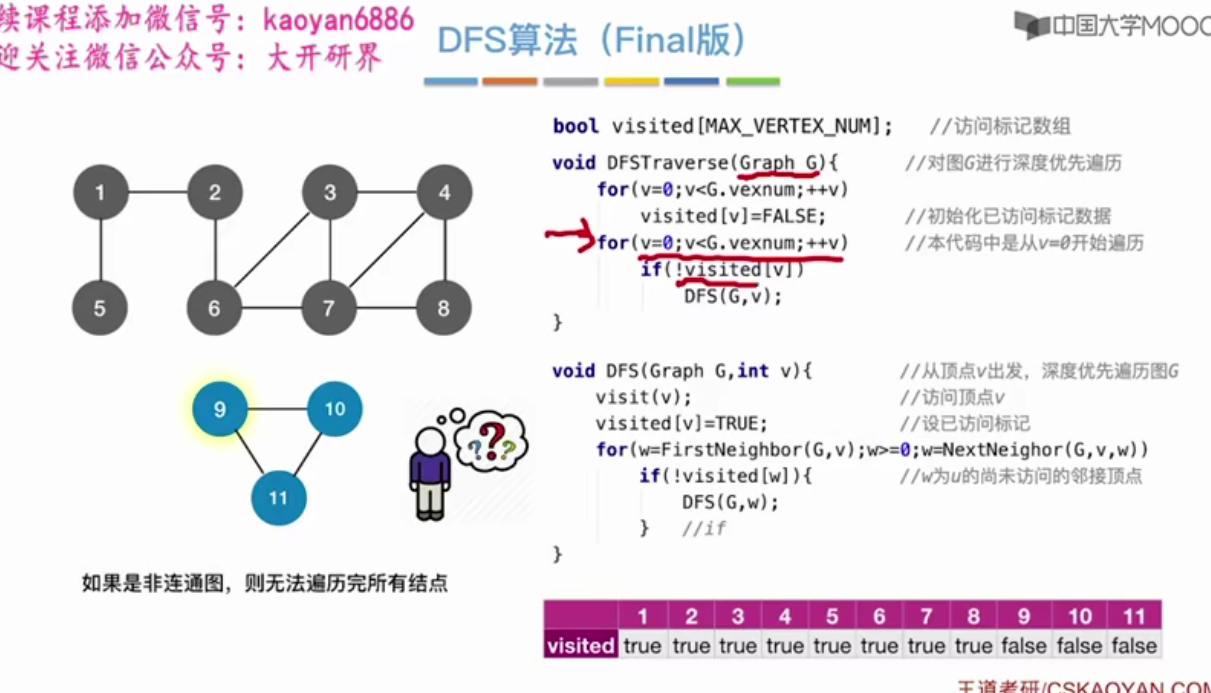 续课程添加微信号：kaoyan6886
迎关注微信公众号：大开研界
DFS算法（Final版）
中国大学MOOC
bool visited[MAX_VERTEX_NUM]; //访问标记数组
void DFSTraverse(Graph G){ //对图G进行深度优先遍历
for(v=0;v<G.vexnum;++v)
visited[v]=FALSE; //初始化已访问标记数据
for(v=0;v<G.vexnum;++v) //本代码中是从v=0开始遍历
if(!visited[v])
DFS(G,v);
}
1 2 3 4
5 6 7 8
9 10
11
void DFS(Graph G,int v){ //从顶点v出发，深度优先遍历图G
visit(v); //访问顶点v
visited[v]=TRUE; //设已访问标记
for(w=FirstNeighbor(G,v);w>=0;w=NextNeighor(G,v,w))
if(!visited[w]){ //w为u的尚未访问的邻接顶点
DFS(G,w);
} //if
}
? ? ?
如果是非连通图，则无法遍历完所有结点
1 2 3 4 5 6 7 8 9 10 11
visited true true true true true true true true false false false
王道考研/CSKAOYAN.COM